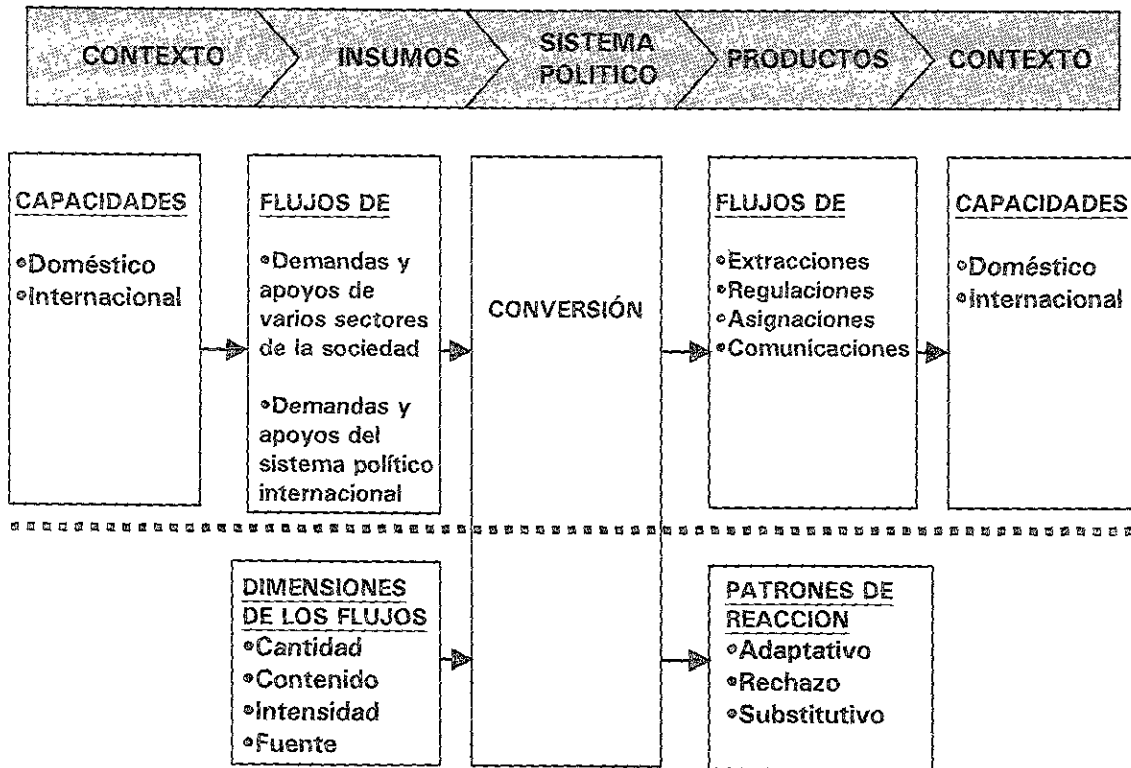 CONTEXTO
INSUMOS
SISTEMA
POLITICO
PRODUCTOS
CONTEXTO
CAPACIDADES
•Doméstico
•Internacional
FLUJOS DE
•Demandas y
apoyos de
varios sectores
de la sociedad
•Demandas y
apoyos del
sistema político
internacional
CONVERSIÓN
FLUJOS DE
•Extracciones
•Regulaciones
•Asignaciones
•Comunicaciones
CAPACIDADES
•Doméstico
•Internacional
DIMENSIONES
DE LOS FLUJOS
•Cantidad
•Contenido
•Intensidad
•Fuente
PATRONES DE
REACCION
•Adaptativo
•Rechazo
•Substitutivo